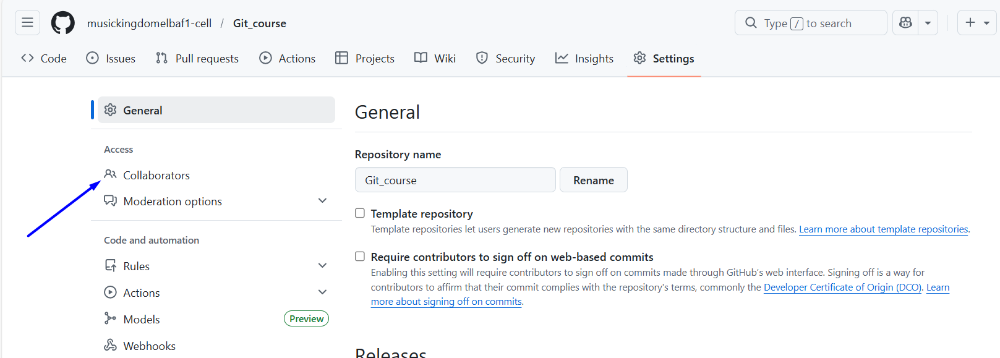 musickingdomelbaf1-cell / Git_course
Type / to search
Code Issues Pull requests Actions Projects Wiki Security Insights Settings
General
Access
Collaborators
Moderation options
Code and automation
Rules
Actions
Models Preview
Webhooks
General
Repository name
Git_course Rename
Template repository
Template repositories let users generate new repositories with the same directory structure and files. Learn more about template repositories.
Require contributors to sign off on web-based commits
Enabling this setting will require contributors to sign off on commits made through GitHub's web interface. Signing off is a way for
contributors to affirm that their commit complies with the repository's terms, commonly the Developer Certificate of Origin (DCO). Learn
more about signing off on commits.
Releases